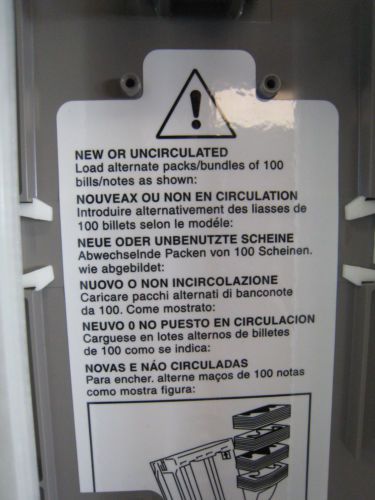 NEW OR UNCIRCULATED
Load alternate packs/bundles of 100
bills/notes as shown:
NOUVEAX OU NON EN CIRCULATION
Introduire alternativement des liasses de
100 billets selon le modéle:
NEUE ODER UNBENUTZTE SCHEINE
Abwechselnde Packen von 100 Scheinen.
wie abgebildet:
NUOVO O NON INCIRCOLAZIONE
Caricare pacchi alternati di banconote
da 100. Come mostrato:
NEUVO 0 NO PUESTO EN CIRCULACION
Carguese en lotes alternos de billetes
de 100 como se indica:
NOVAS E NÁO CIRCULADAS
Para encher. alterne maços de 100 notas
como mostra figura: